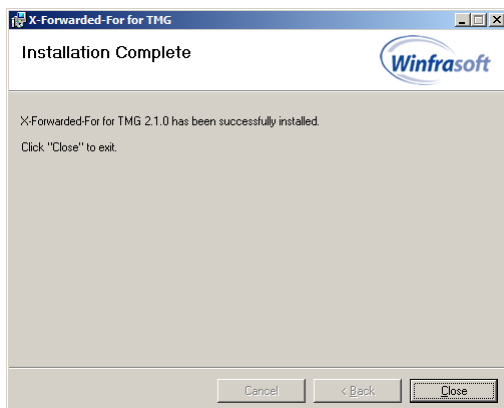 X-Forwarded-For for TMG
Installation Complete
Winfrasoft
X-Forwarded-For for TMG 2.1.0 has been successfully installed.
Click "Close" to exit.
Cancel
< Back
Close